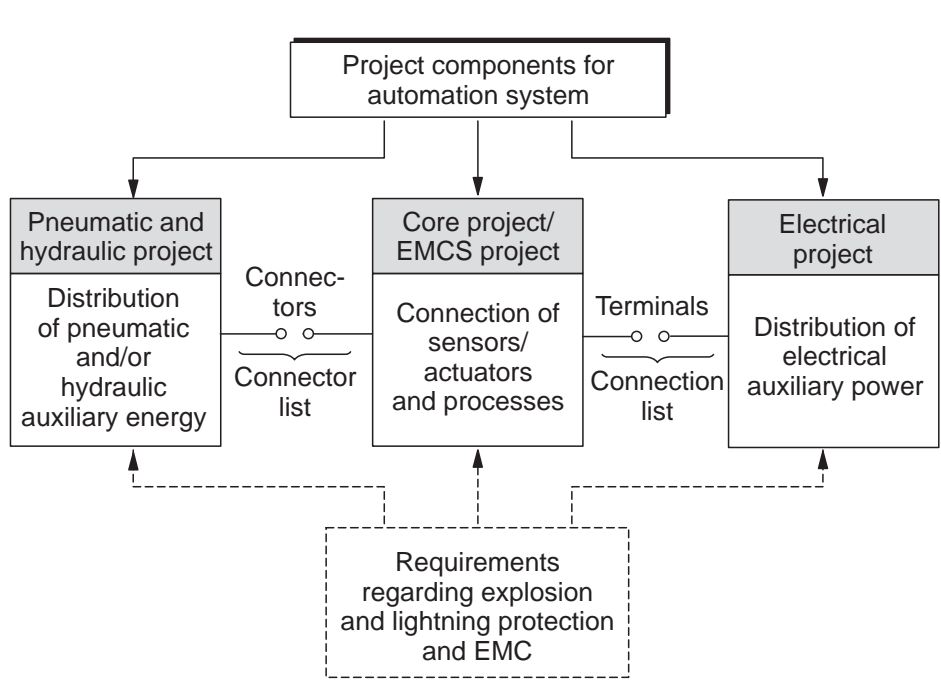 Project components for
automation system
Pneumatic and
hydraulic project
Distribution
of pneumatic
and/or
hydraulic
auxiliary energy
Connec-
tors
Connector
list
Core project/
EMCS project
Connection of
sensors/
actuators
and processes
Terminals
Connection
list
Electrical
project
Distribution of
electrical
auxiliary power
Requirements
regarding explosion
and lightning protection
and EMC